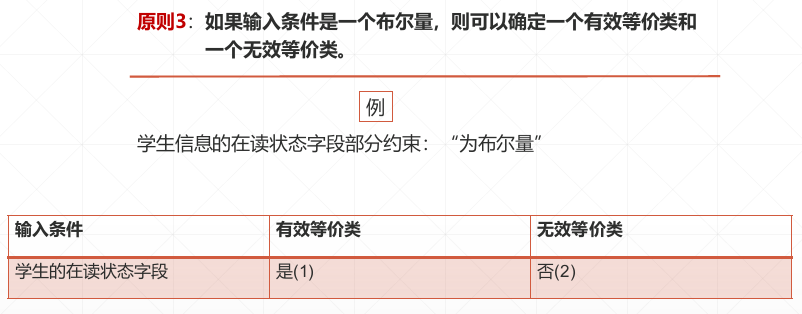 原则3：如果输入条件是一个布尔量，则可以确定一个有效等价类和
一个无效等价类。
例
学生信息的在读状态字段部分约束：“为布尔量”
输入条件 有效等价类 无效等价类
学生的在读状态字段 是(1) 否(2)